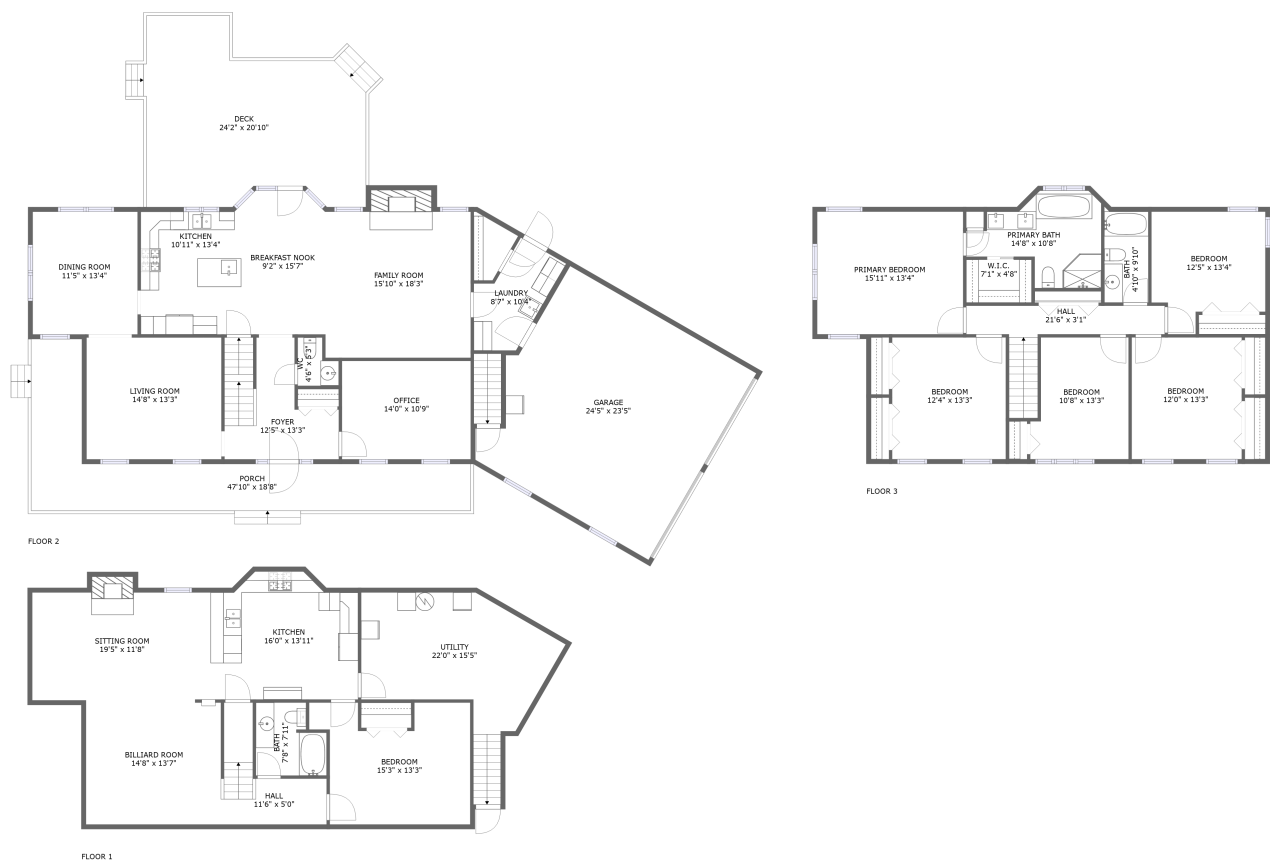 DECK
24'2" x 20'10"
KITCHEN
10'11" x 13'4"
BREAKFAST NOOK
9'2" x 15'7"
DINING ROOM
11'5" x 13'4"
FAMILY ROOM
15'10" x 18'3"
LAUNDRY
8'7" x 10'4"
WC
4'6" x 5'3"
LIVING ROOM
14'8" x 13'3"
OFFICE
14'0" x 10'9"
FOYER
12'5" x 13'3"
GARAGE
24'5" x 23'5"
PORCH
47'10" x 18'8"
FLOOR 2
PRIMARY BEDROOM
15'11" x 13'4"
PRIMARY BATH
14'8" x 10'8"
W.I.C.
7'1" x 4'8"
BATH
4'10" x 9'10"
BEDROOM
12'5" x 13'4"
HALL
21'6" x 3'1"
BEDROOM
12'4" x 13'3"
BEDROOM
10'8" x 13'3"
BEDROOM
12'0" x 13'3"
FLOOR 3
SITTING ROOM
19'5" x 11'8"
KITCHEN
16'0" x 13'11"
UTILITY
22'0" x 15'5"
BATH
7'8" x 7'11"
BILLIARD ROOM
14'8" x 13'7"
BEDROOM
15'3" x 13'3"
HALL
11'6" x 5'0"
FLOOR 1